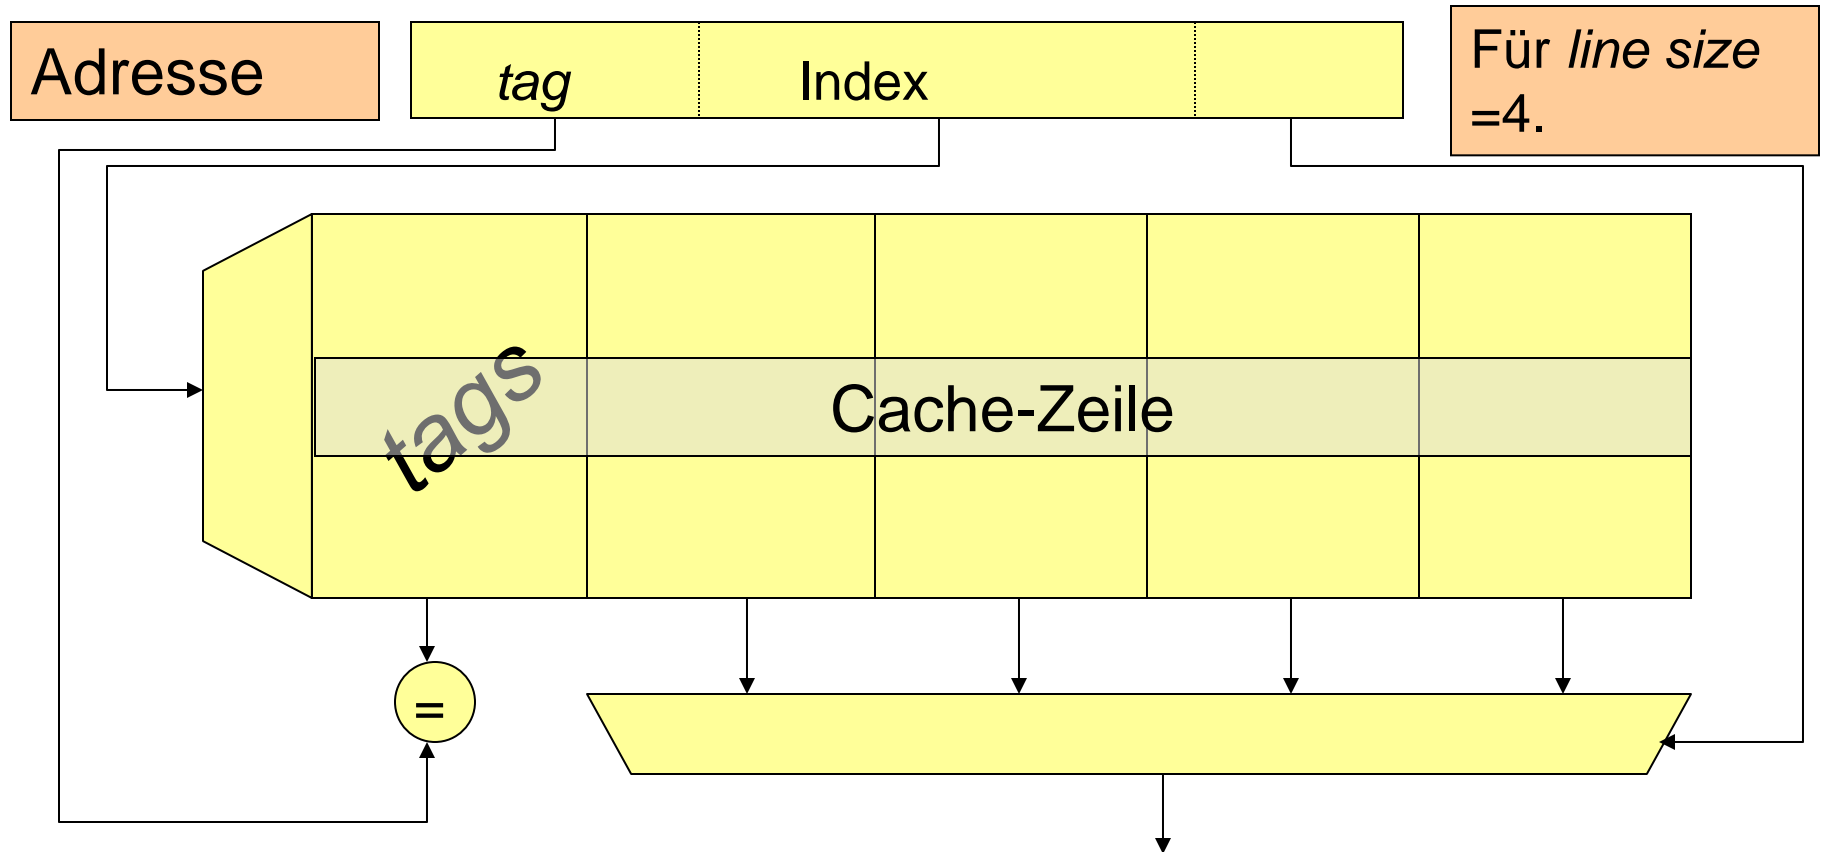 Adresse
tag
Index
Für line size
=4.
tags
Cache-Zeile
=